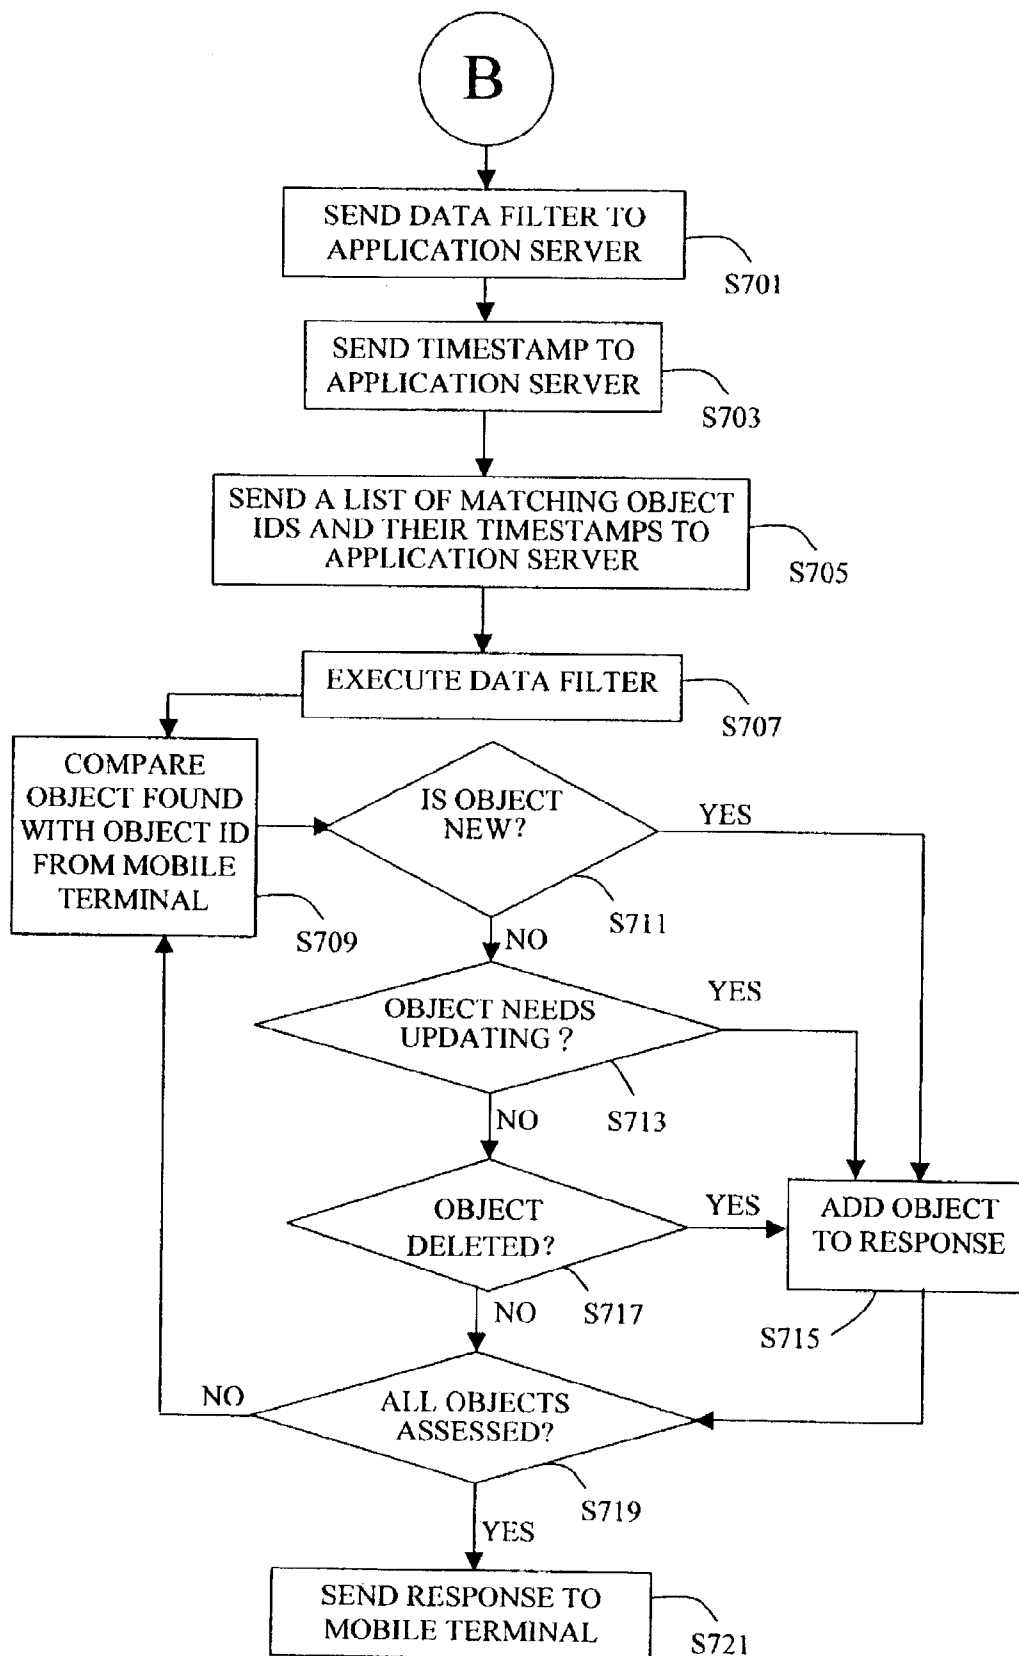 B
SEND DATA FILTER TO
APPLICATION SERVER
S701
SEND TIMESTAMP TO
APPLICATION SERVER
S703
SEND A LIST OF MATCHING OBJECT
IDS AND THEIR TIMESTAMPS TO
APPLICATION SERVER
S705
EXECUTE DATA FILTER
S707
COMPARE
OBJECT FOUND
WITH OBJECT ID
FROM MOBILE
TERMINAL
S709
IS OBJECT
NEW?
YES
S711
NO
OBJECT NEEDS
UPDATING ?
YES
S713
NO
OBJECT
DELETED?
YES
S717
NO
ADD OBJECT
TO RESPONSE
S715
ALL OBJECTS
ASSESSED?
NO
S719
YES
SEND RESPONSE TO
MOBILE TERMINAL
S721